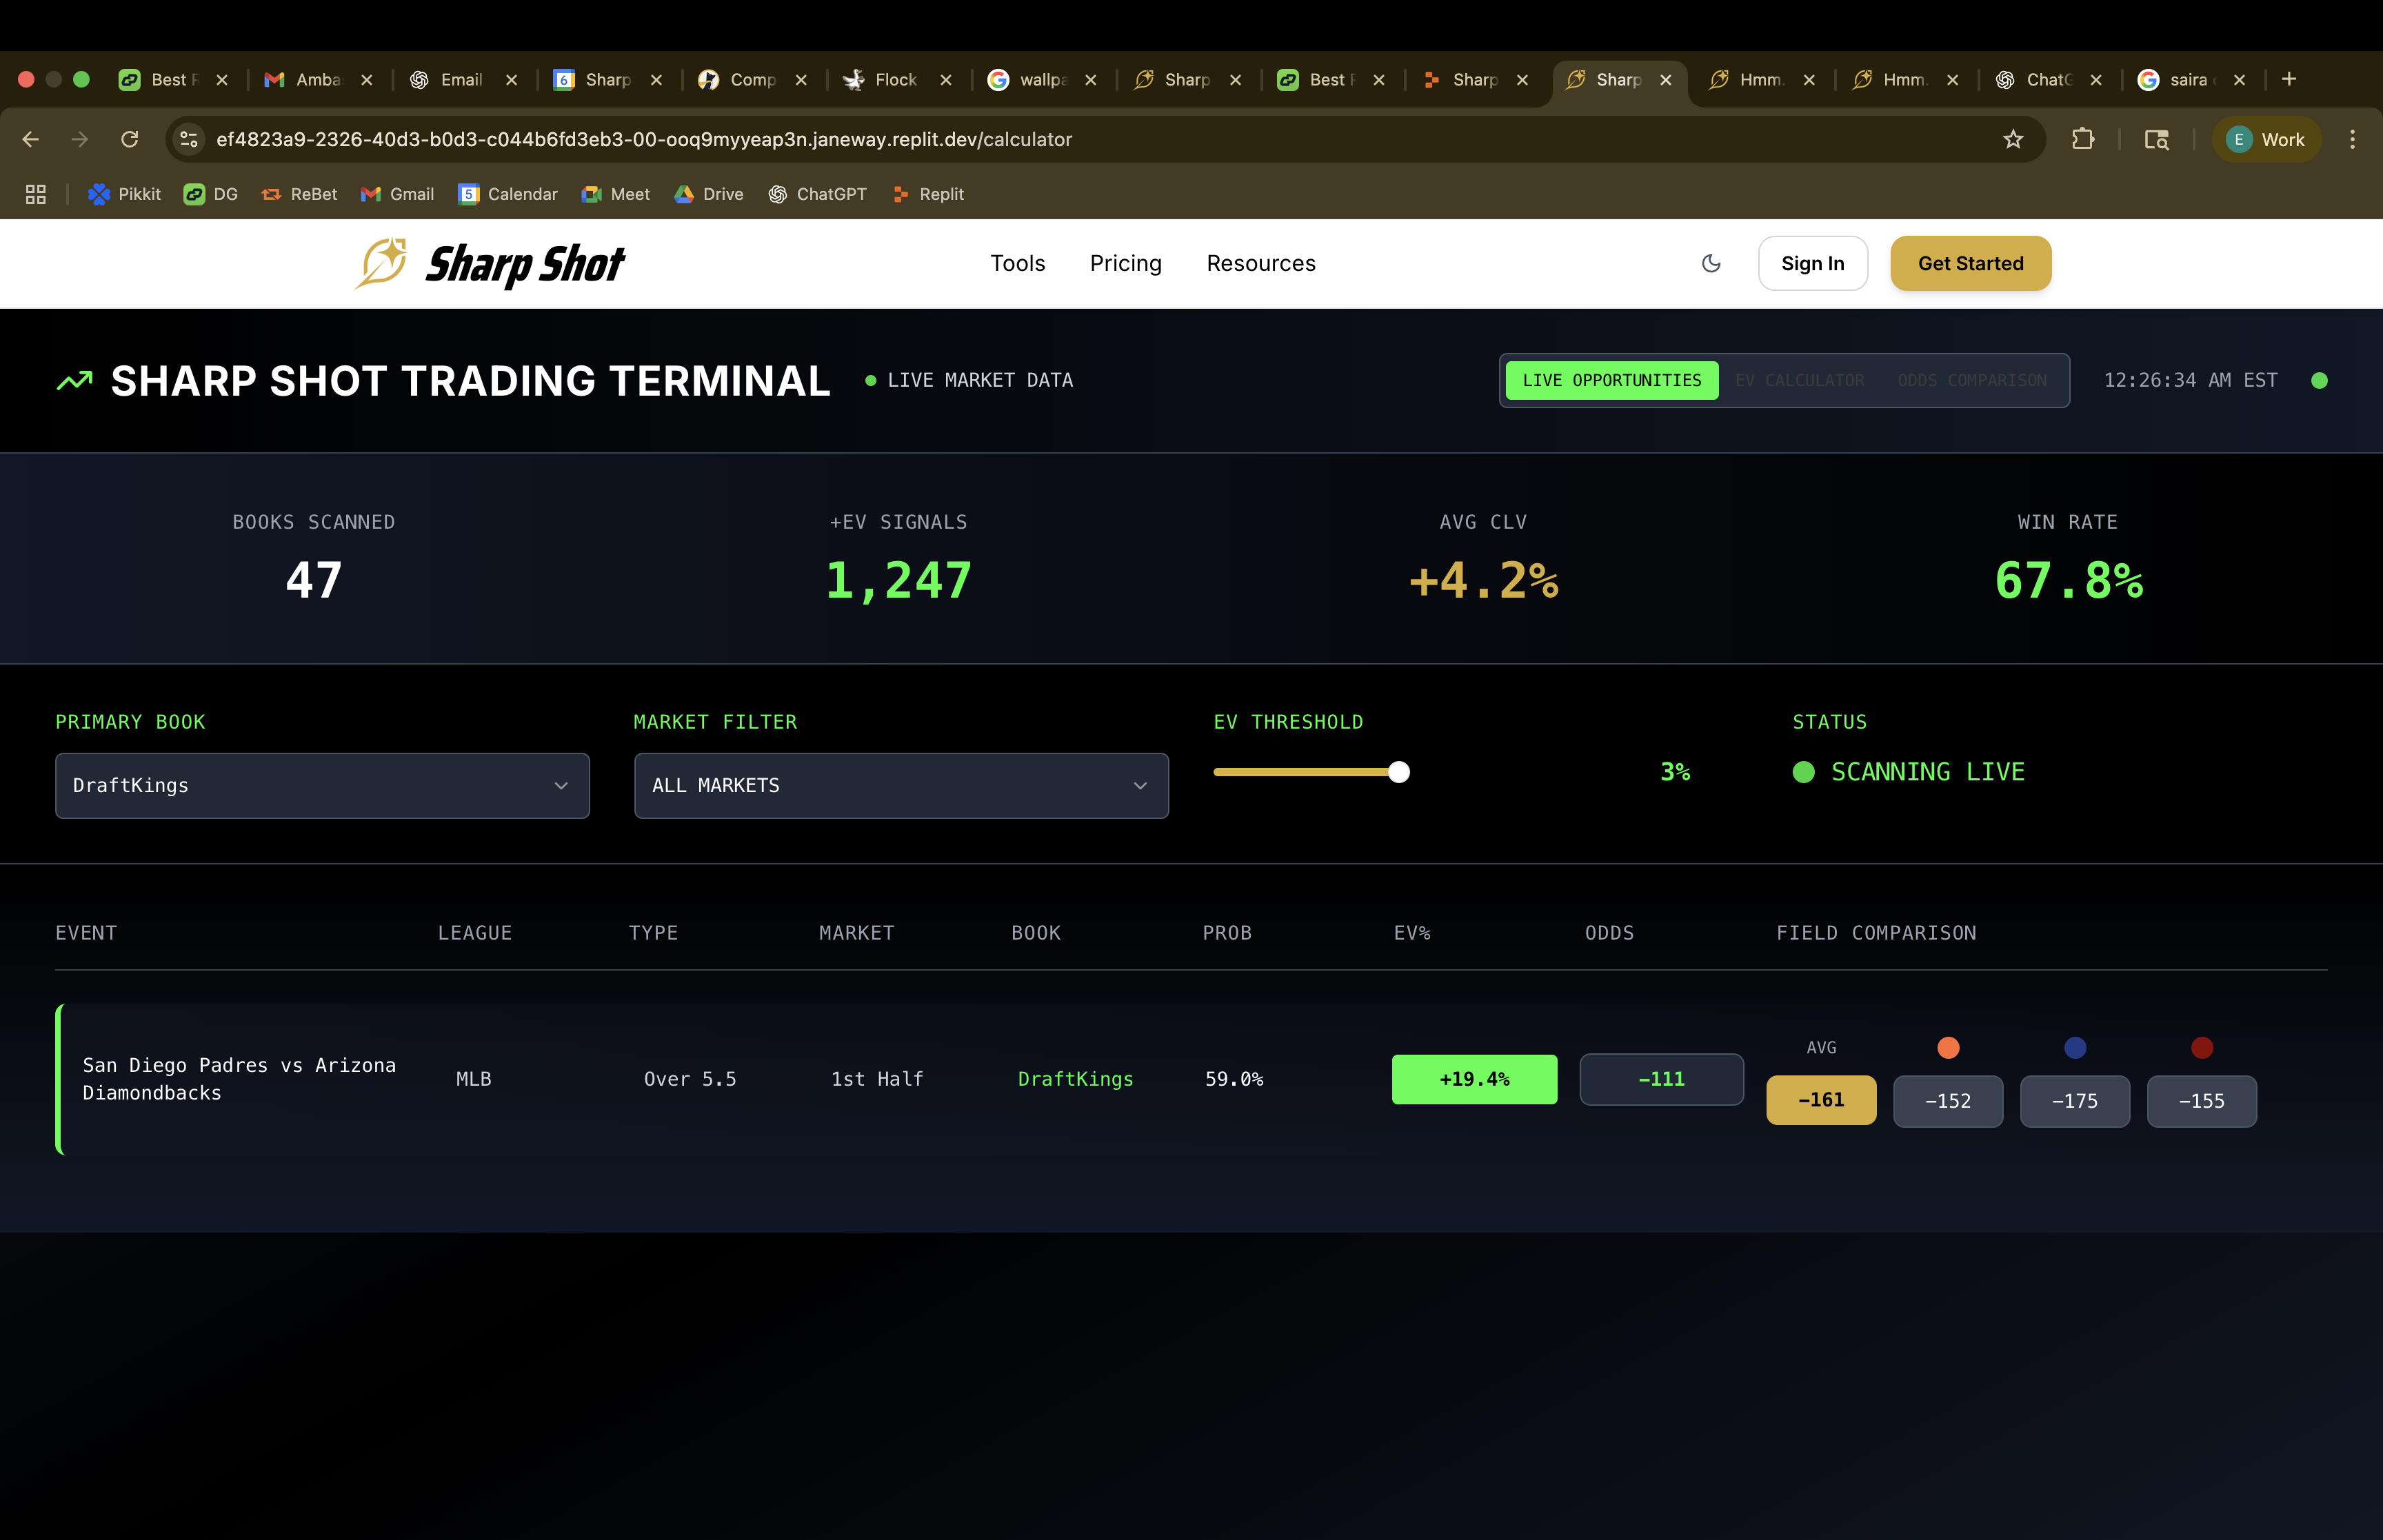 Best R
Amba
Email
6
Sharp
Comp
Flock
wallpa
Sharp
Best R
Sharp
Sharp
Hmm.
Hmm.
ChatG
saira
ef4823a9-2326-40d3-b0d3-c044b6fd3eb3-00-ooq9myyeap3n.janeway.replit.dev/calculator
E Work
Pikkit
DG
ReBet
Gmail
5 Calendar
Meet
Drive
ChatGPT
Replit
Sharp Shot
Tools
Pricing
Resources
Sign In
Get Started
SHARP SHOT TRADING TERMINAL
LIVE MARKET DATA
LIVE OPPORTUNITIES
EV CALCULATOR
ODDS COMPARISON
12:26:34 AM EST
BOOKS SCANNED
47
+EV SIGNALS
1,247
AVG CLV
+4.2%
WIN RATE
67.8%
PRIMARY BOOK
DraftKings
MARKET FILTER
ALL MARKETS
EV THRESHOLD
3%
STATUS
SCANNING LIVE
EVENT
LEAGUE
TYPE
MARKET
BOOK
PROB
EV%
ODDS
FIELD COMPARISON
San Diego Padres vs Arizona
Diamondbacks
MLB
Over 5.5
1st Half
DraftKings
59.0%
+19.4%
-111
AVG
-161
-152
-175
-155